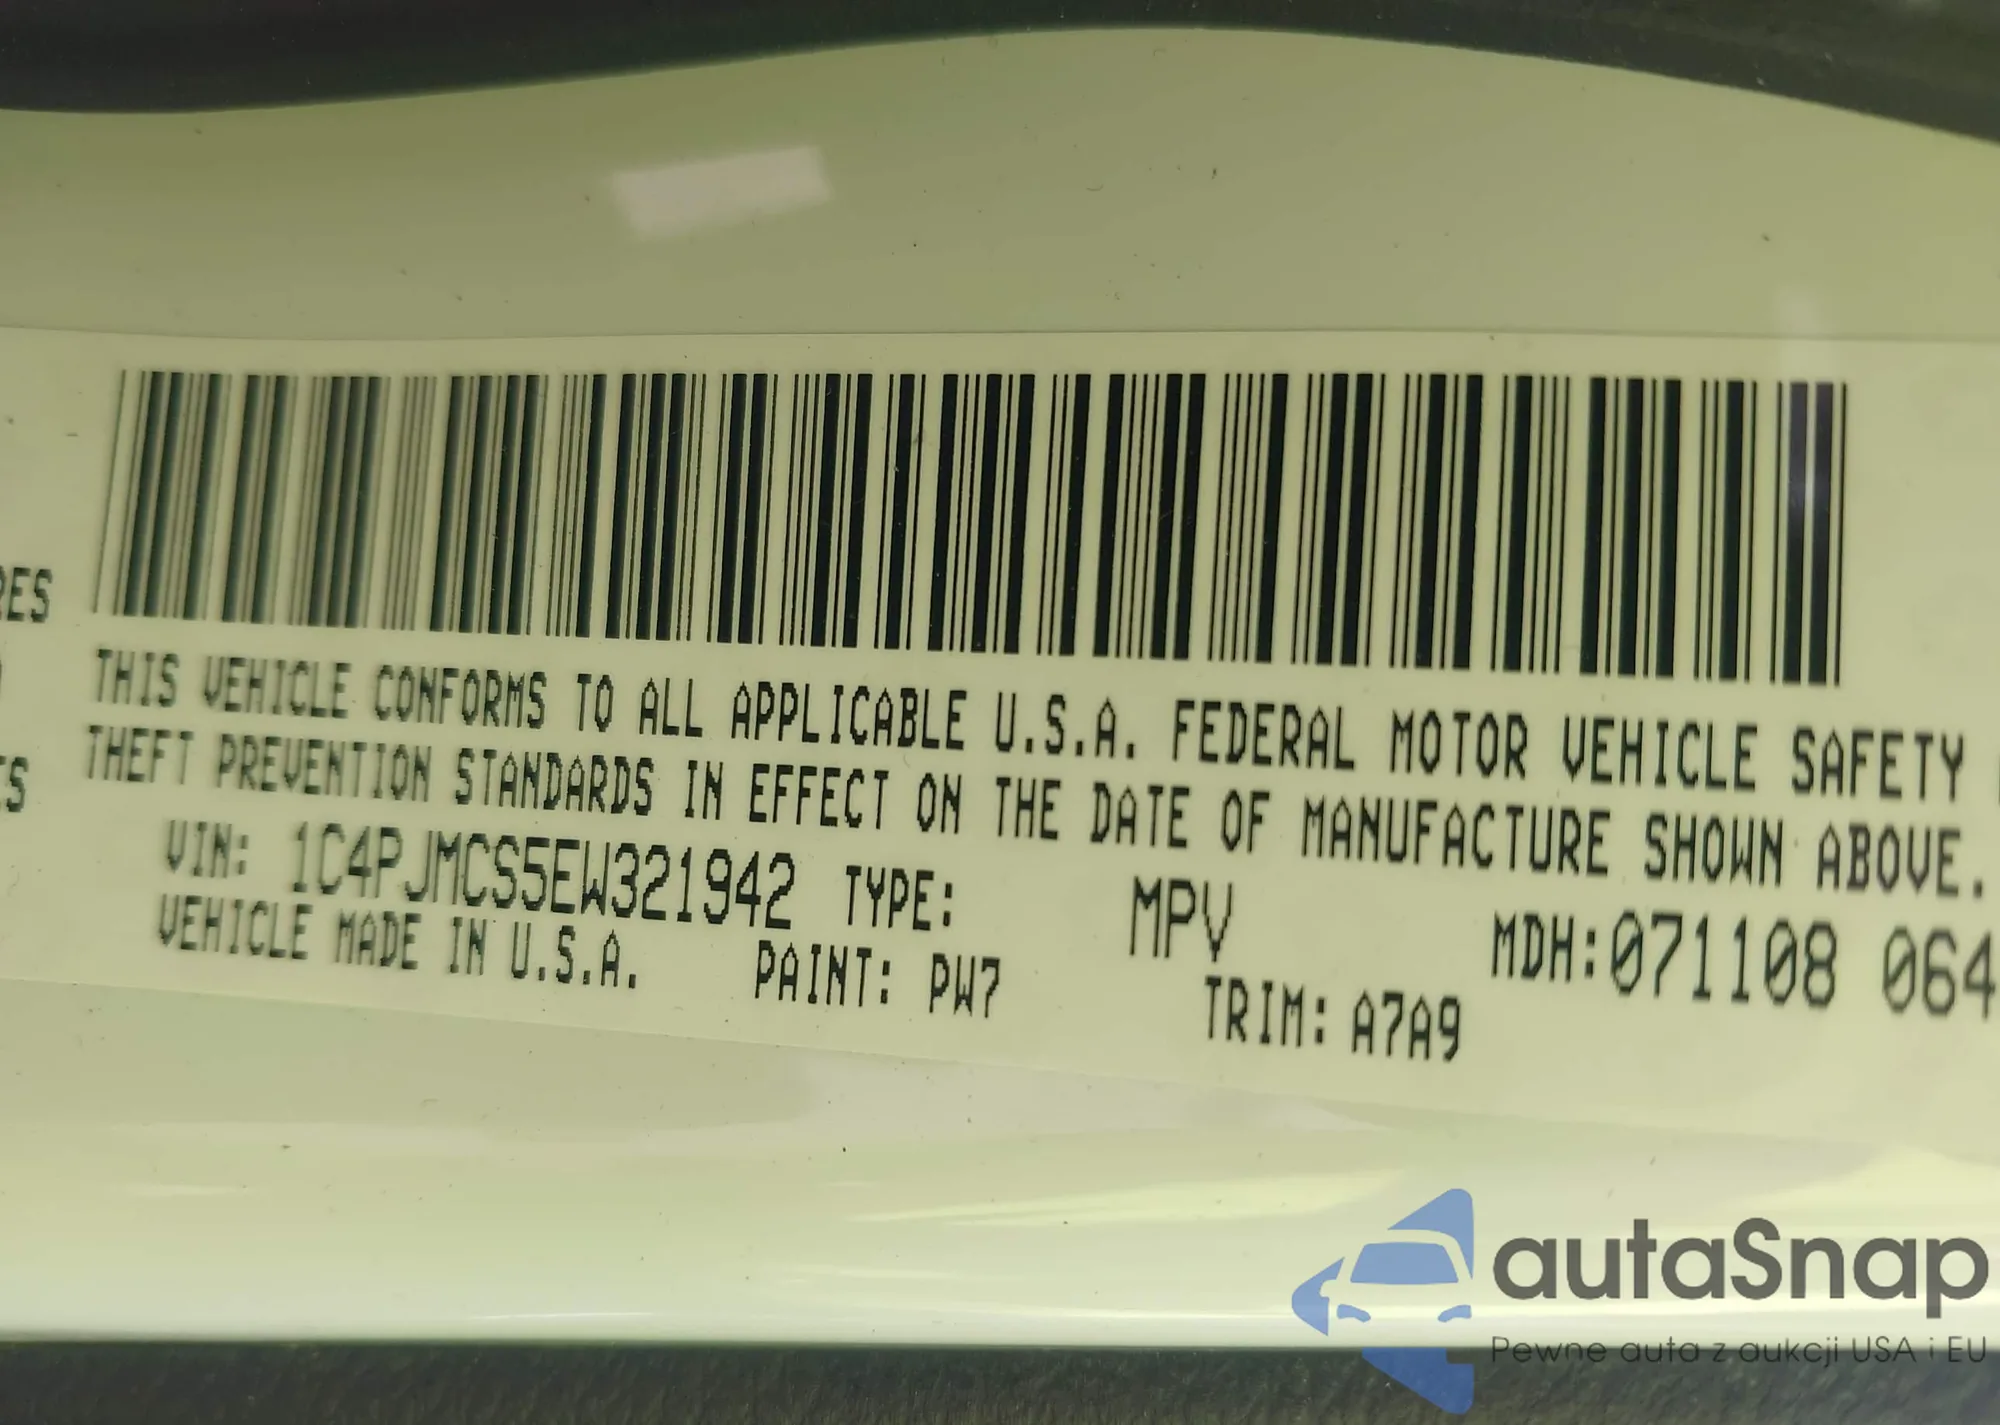 THIS VEHICLE CONFORMS TO ALL APPLICABLE U.S.A. FEDERAL MOTOR VEHICLE SAFETY
THEFT PREVENTION STANDARDS IN EFFECT ON THE DATE OF MANUFACTURE SHOWN ABOVE.
VIN: 1C4PJMCS5EW321942 TYPE: MPV MDH:071108 064
VEHICLE MADE IN U.S.A. PAINT: PW7 TRIM: A7A9
autaSnap
Pewne auta z aukcji USA i EU